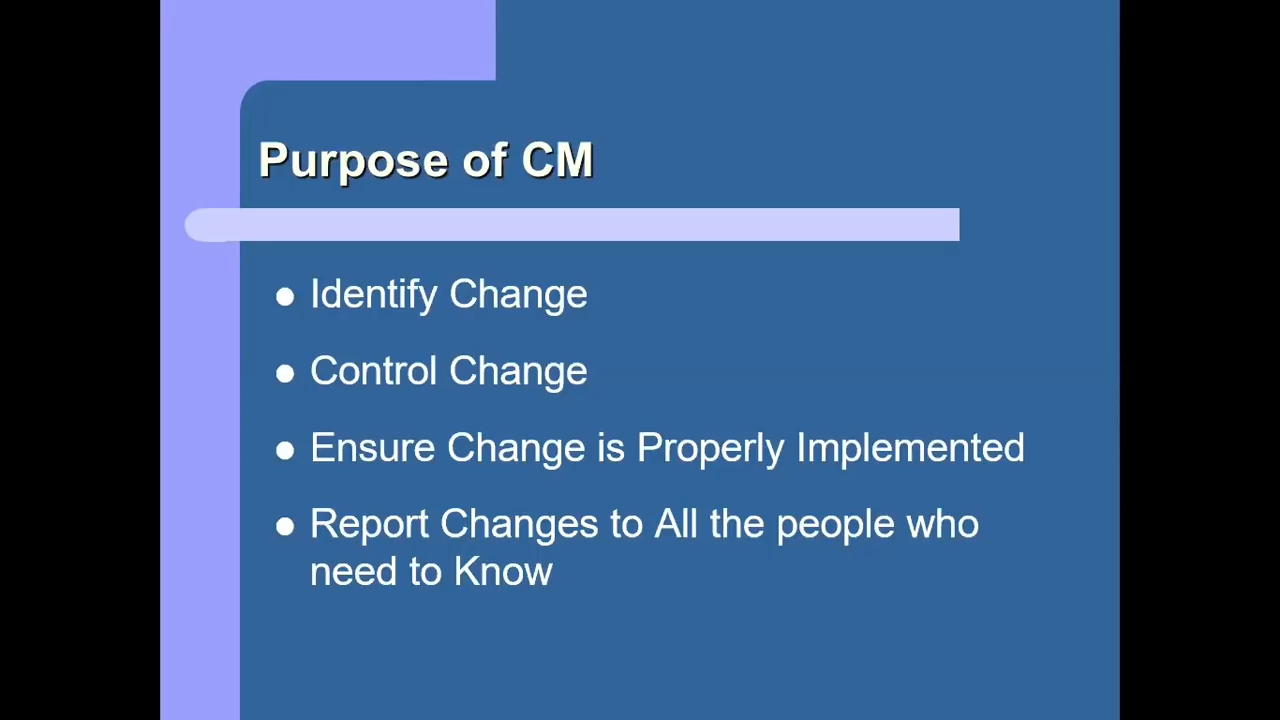 Purpose of CM
Identify Change
Control Change
Ensure Change is Properly Implemented
Report Changes to All the people who
need to Know